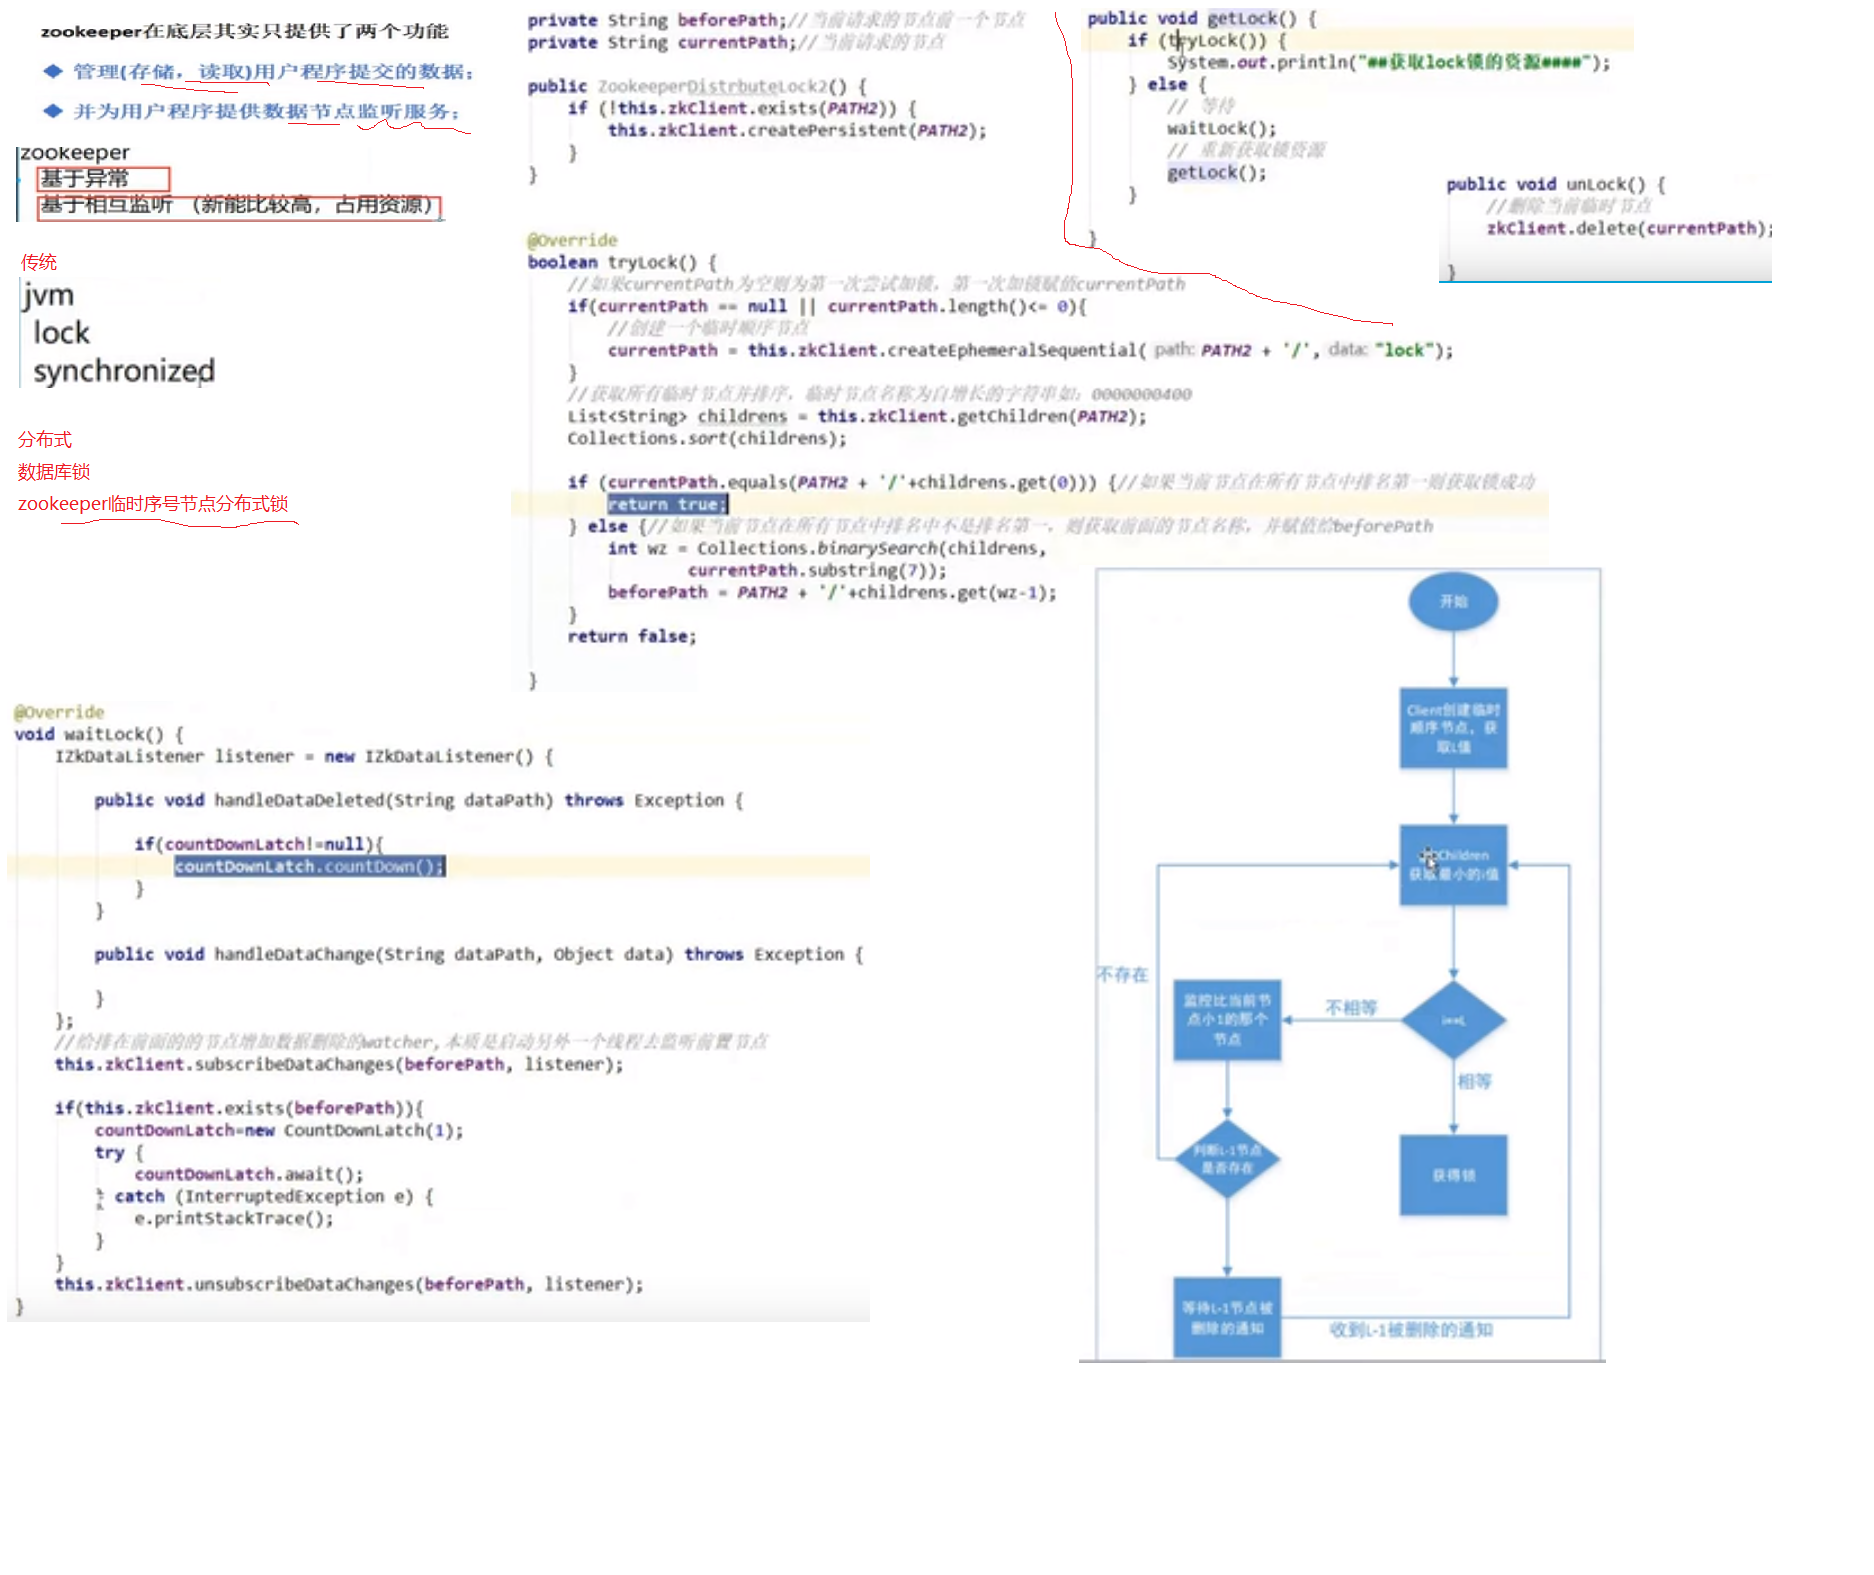 zookeeper在底层其实只提供了两个功能
◆ 管理(存储，读取)用户程序提交的数据；
◆ 并为用户程序提供数据节点监听服务；
zookeeper
基于异常
基于相互监听 （新能比较高，占用资源）
传统
jvm
lock
synchronized
分布式
数据库锁
zookeeper临时序号节点分布式锁
private String beforePath;//当前请求的节点前一个节点
private String currentPath;//当前请求的节点
public ZookeeperDistrbuteLock2() {
if (!this.zkClient.exists(PATH2)) {
this.zkClient.createPersistent(PATH2);
}
}
public void getLock() {
if (tryLock()) {
System.out.println("##获取lock锁的资源####");
} else {
// 等待
waitLock();
// 重新获取锁资源
getLock();
}
}
public void unLock() {
//删除当前临时节点
zkClient.delete(currentPath);
}
@Override
boolean tryLock() {
//如果currentPath为空则为第一次尝试加锁，第一次加锁赋值currentPath
if(currentPath == null || currentPath.length()<= 0){
//创建一个临时顺序节点
currentPath = this.zkClient.createEphemeralSequential( path: PATH2 + '/', data: "lock");
}
//获取所有临时节点并排序，临时节点名称为自增长的字符串如：0000000400
List<String> childrens = this.zkClient.getChildren(PATH2);
Collections.sort(childrens);
if (currentPath.equals(PATH2 + '/'+childrens.get(0))) {//如果当前节点在所有节点中排名第一则获取锁成功
return true;
} else {//如果当前节点在所有节点中排名中不是排名第一，则获取前面的节点名称，并赋值给beforePath
int wz = Collections.binarySearch(childrens,
currentPath.substring(7));
beforePath = PATH2 + '/'+childrens.get(wz-1);
}
return false;
}
@Override
void waitLock() {
IZkDataListener listener = new IZkDataListener() {
public void handleDataDeleted(String dataPath) throws Exception {
if(countDownLatch!=null){
countDownLatch.countDown();
}
}
public void handleDataChange(String dataPath, Object data) throws Exception {
}
};
//给排在前面的的节点增加数据删除的watcher,本质是启动另外一个线程去监听前置节点
this.zkClient.subscribeDataChanges(beforePath, listener);
if(this.zkClient.exists(beforePath)){
countDownLatch=new CountDownLatch(1);
try {
countDownLatch.await();
} catch (InterruptedException e) {
e.printStackTrace();
}
}
this.zkClient.unsubscribeDataChanges(beforePath, listener);
}
开始
Client创建临时
顺序节点，获
取L值
Children
获取最小的i值
不存在
监控比当前节
点小1的那个
节点
不相等
i==L
相等
判断L-1节点
是否存在
获得锁
等待L-1节点被
删除的通知
收到L-1被删除的通知